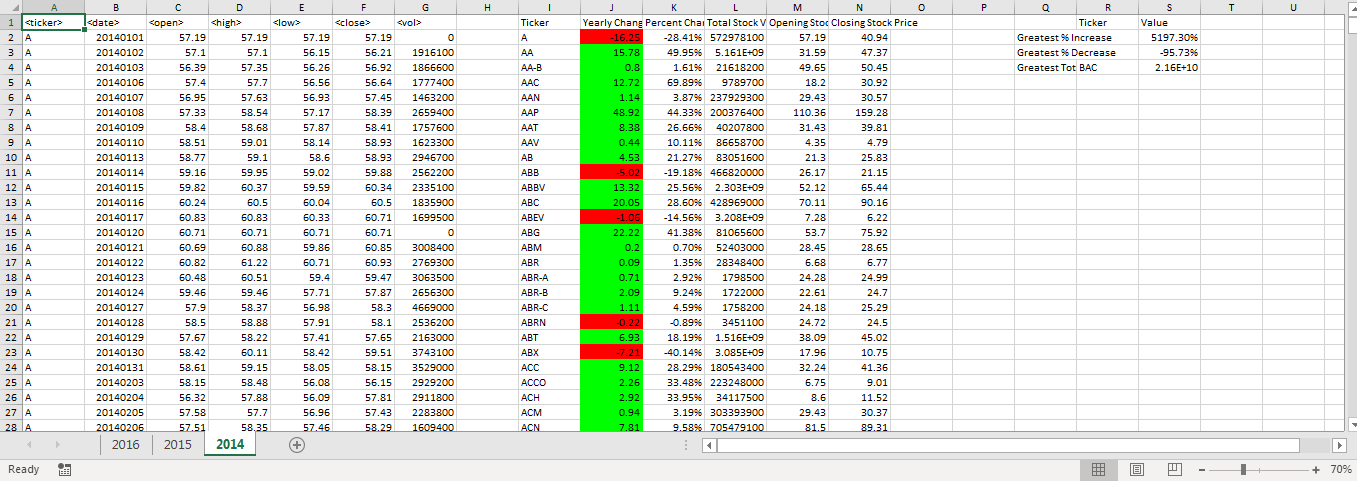 A B C D E F G H I J K L M N O P Q R S T U
1 <ticker> <date> <open> <high> <low> <close> <vol> Ticker Yearly Chang Percent Chai Total Stock V Opening Stoc Closing Stock Price Ticker Value
2 A 20140101 57.19 57.19 57.19 57.19 0 A -16.25 -28.41% 572978100 57.19 40.94 Greatest % Increase 5197.30%
3 A 20140102 57.1 57.1 56.15 56.21 1916100 AA 15.78 49.95% 5.161E+09 31.59 47.37 Greatest % Decrease -95.73%
4 A 20140103 56.39 57.35 56.26 56.92 1866600 AA-B 0.8 1.61% 21618200 49.65 50.45 Greatest Tot BAC 2.16E+10
5 A 20140106 57.4 57.7 56.56 56.64 1777400 AAC 12.72 69.89% 9789700 18.2 30.92
6 A 20140107 56.95 57.63 56.93 57.45 1463200 AAN 1.14 3.87% 237929300 29.43 30.57
7 A 20140108 57.33 58.54 57.17 58.39 2659400 AAP 48.92 44.33% 200376400 110.36 159.28
8 A 20140109 58.4 58.68 57.87 58.41 1757600 AAT 8.38 26.66% 40207800 31.43 39.81
9 A 20140110 58.51 59.01 58.14 58.93 1623300 AAV 0.44 10.11% 86658700 4.35 4.79
10 A 20140113 58.77 59.1 58.6 58.93 2946700 AB 4.53 21.27% 83051600 21.3 25.83
11 A 20140114 59.16 59.95 59.02 59.88 2562200 ABB -5.02 -19.18% 466820000 26.17 21.15
12 A 20140115 59.82 60.37 59.59 60.34 2335100 ABBV 13.32 25.56% 2.303E+09 52.12 65.44
13 A 20140116 60.24 60.5 60.04 60.5 1835900 ABC 20.05 28.60% 428969000 70.11 90.16
14 A 20140117 60.83 60.83 60.33 60.71 1699500 ABEV -1.06 -14.56% 3.208E+09 7.28 6.22
15 A 20140120 60.71 60.71 60.71 60.71 0 ABG 22.22 41.38% 81065600 53.7 75.92
16 A 20140121 60.69 60.88 59.86 60.85 3008400 ABM 0.2 0.70% 52403000 28.45 28.65
17 A 20140122 60.82 61.22 60.71 60.93 2769300 ABR 0.09 1.35% 28348400 6.68 6.77
18 A 20140123 60.48 60.51 59.4 59.47 3063500 ABR-A 0.71 2.92% 1798500 24.28 24.99
19 A 20140124 59.46 59.46 57.71 57.87 2656300 ABR-B 2.09 9.24% 1722000 22.61 24.7
20 A 20140127 57.9 58.37 56.98 58.3 4669000 ABR-C 1.11 4.59% 1758200 24.18 25.29
21 A 20140128 58.5 58.88 57.91 58.1 2536200 ABRN -0.22 -0.89% 3451100 24.72 24.5
22 A 20140129 57.67 58.22 57.41 57.65 2163000 ABT 6.93 18.19% 1.516E+09 38.09 45.02
23 A 20140130 58.42 60.11 58.42 59.51 3743100 ABX -7.21 -40.14% 3.085E+09 17.96 10.75
24 A 20140131 58.61 59.15 58.05 58.15 3529000 ACC 9.12 28.29% 180543400 32.24 41.36
25 A 20140203 58.15 58.48 56.08 56.15 2929200 ACCO 2.26 33.48% 223248000 6.75 9.01
26 A 20140204 56.32 57.88 56.09 57.81 2911800 ACH 2.92 33.95% 34117500 8.6 11.52
27 A 20140205 57.58 57.7 56.96 57.43 2283800 ACM 0.94 3.19% 303393900 29.43 30.37
28 A 20140206 57.51 58.35 57.46 58.29 1609400 ACN 7.81 9.58% 705479100 81.5 89.31
2016 2015 2014
Ready 70%